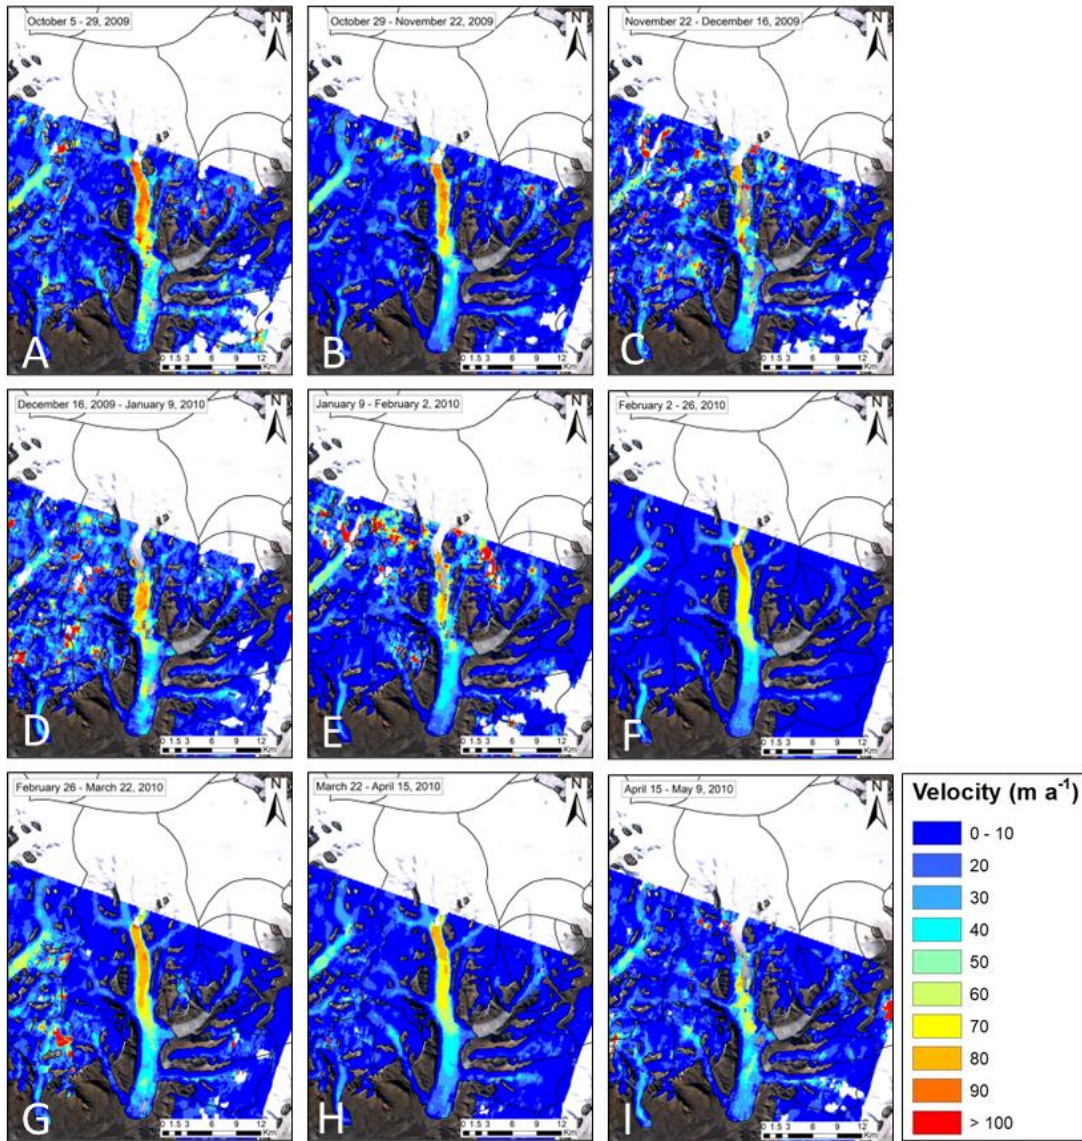 October 5 - 29, 2009
N
A
0 1.5 3 6 9 12
Km
October 29 - November 22, 2009
N
B
0 1.5 3 6 9 12
Km
November 22 - December 16, 2009
N
C
0 1.5 3 6 9 12
Km
December 16, 2009 - January 9, 2010
N
D
0 1.5 3 6 9 12
Km
January 9 - February 2, 2010
N
E
0 1.5 3 6 9 12
Km
February 2 - 26, 2010
N
F
0 1.5 3 6 9 12
Km
February 26 - March 22, 2010
N
G
0 1.5 3 6 9 12
Km
March 22 - April 15, 2010
N
H
0 1.5 3 6 9 12
Km
April 15 - May 9, 2010
N
I
0 1.5 3 6 9 12
Km
Velocity (m a⁻¹)
0 - 10
20
30
40
50
60
70
80
90
> 100